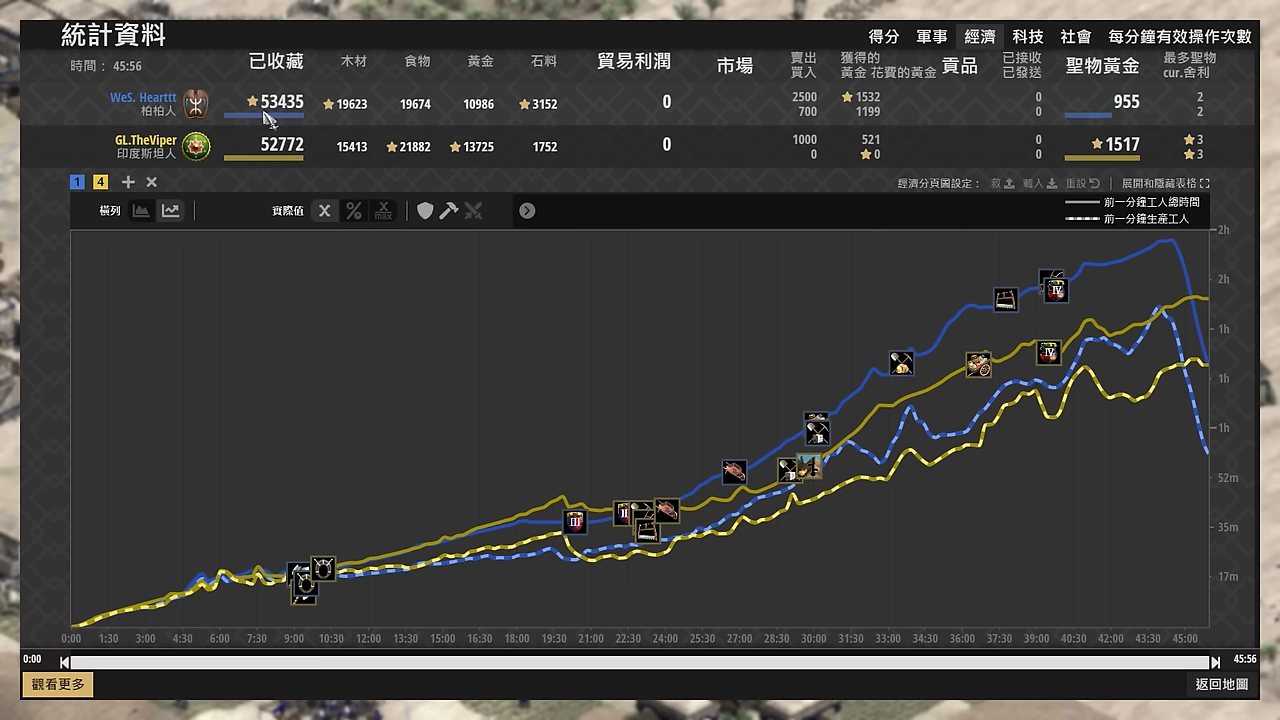 統計資料
得分 軍事 經濟 科技 社會 每分鐘有效操作次數
時間： 45:56
已收藏 木材 食物 黃金 石料 貿易利潤 市場 賣出 獲得的 貢品 已接收 聖物黃金 最多聖物
買入 黃金 花費的黃金 已發送 cur.舍利
WeS. Hearttt 53435 19623 19674 10986 3152 0 2500 1532 0 955 2
柏柏人 700 1199 0 2
GL.TheViper 52772 15413 21882 13725 1752 0 1000 521 0 1517 3
印度斯坦人 0 0 0 3
1 4 經濟分頁圖設定： 載入 重設 | 展開和隱藏表格
橫列 實際值 X % X max
前一分鐘工人總時間
前一分鐘生產工人
2h
2h
1h
1h
1h
52m
35m
17m
IV
IV
III
II
0:00 1:30 3:00 4:30 6:00 7:30 9:00 10:30 12:00 13:30 15:00 16:30 18:00 19:30 21:00 22:30 24:00 25:30 27:00 28:30 30:00 31:30 33:00 34:30 36:00 37:30 39:00 40:30 42:00 43:30 45:00
0:00 45:56
觀看更多 返回地圖